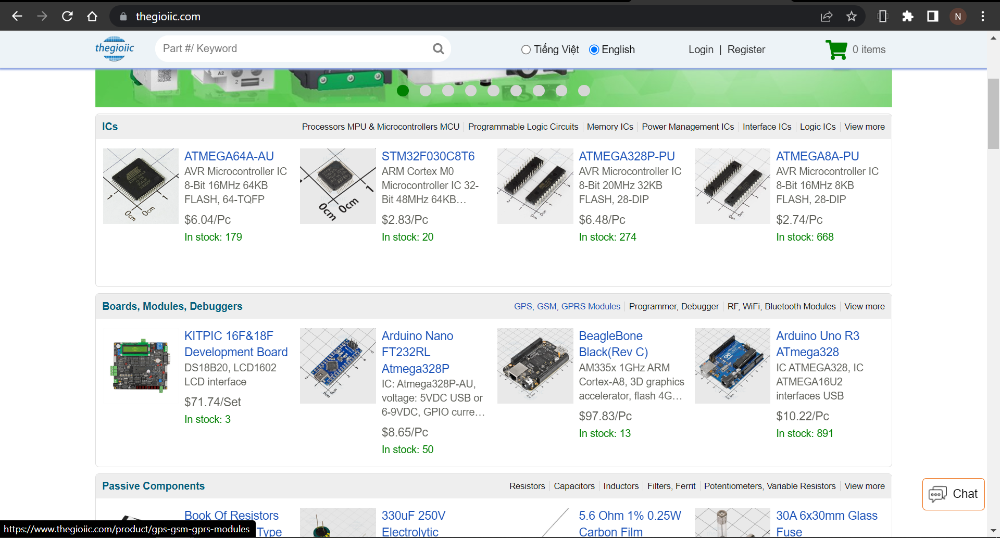 thegioiic.com
N
thegioiic
Part #/ Keyword
Tiếng Việt
English
Login | Register
0 items
A2
2
4
ICs
Processors MPU & Microcontrollers MCU
Programmable Logic Circuits
Memory ICs
Power Management ICs
Interface ICs
Logic ICs
View more
ATMEGA64A-AU
AVR Microcontroller IC
8-Bit 16MHz 64KB
FLASH, 64-TQFP
$6.04/Pc
In stock: 179
STM32F030C8T6
ARM Cortex M0
Microcontroller IC 32-
Bit 48MHz 64KB...
$2.83/Pc
In stock: 20
ATMEGA328P-PU
AVR Microcontroller IC
8-Bit 20MHz 32KB
FLASH, 28-DIP
$6.48/Pc
In stock: 274
ATMEGA8A-PU
AVR Microcontroller IC
8-Bit 16MHz 8KB
FLASH, 28-DIP
$2.74/Pc
In stock: 668
Boards, Modules, Debuggers
GPS, GSM, GPRS Modules
Programmer, Debugger
RF, WiFi, Bluetooth Modules
View more
KITPIC 16F&18F
Development Board
DS18B20, LCD1602
LCD interface
$71.74/Set
In stock: 3
Arduino Nano
FT232RL
Atmega328P
IC: Atmega328P-AU,
voltage: 5VDC USB or
6-9VDC, GPIO curre...
$8.65/Pc
In stock: 50
BeagleBone
Black(Rev C)
AM335x 1GHz ARM
Cortex-A8, 3D graphics
accelerator, flash 4G...
$97.83/Pc
In stock: 13
Arduino Uno R3
ATmega328
IC ATMEGA328, IC
ATMEGA16U2
interfaces USB
$10.22/Pc
In stock: 891
Passive Components
Resistors
Capacitors
Inductors
Filters, Ferrit
Potentiometers, Variable Resistors
View more
Book Of Resistors
Type
330uF 250V
Electrolytic
5.6 Ohm 1% 0.25W
Carbon Film
30A 6x30mm Glass
Fuse
Chat
https://www.thegioiic.com/product/gps-gsm-gprs-modules